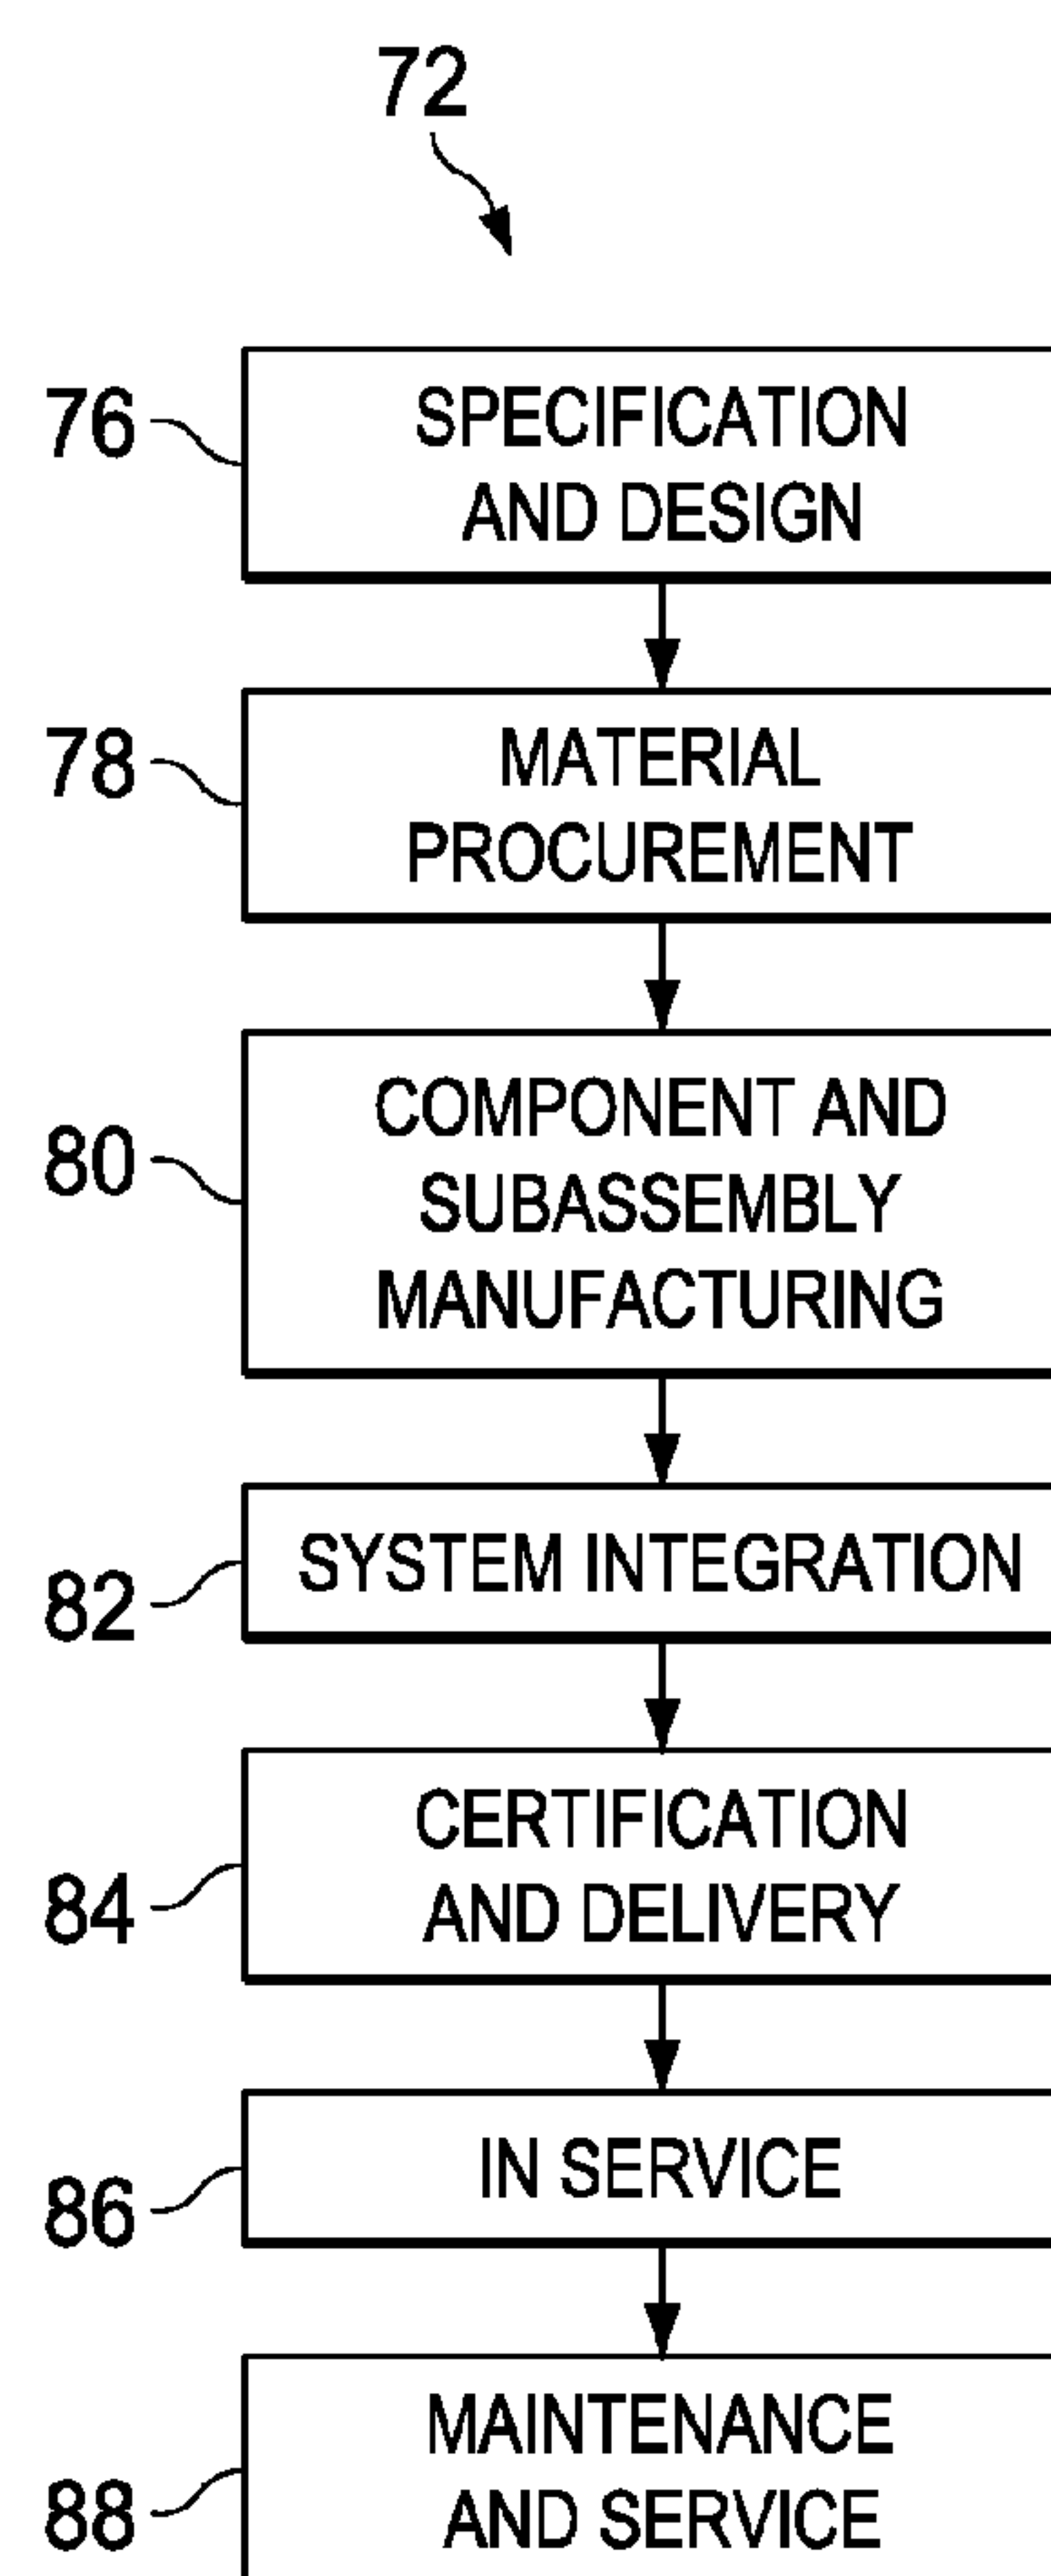 72
76
SPECIFICATION
AND DESIGN
78
MATERIAL
PROCUREMENT
80
COMPONENT AND
SUBASSEMBLY
MANUFACTURING
82
SYSTEM INTEGRATION
84
CERTIFICATION
AND DELIVERY
86
IN SERVICE
88
MAINTENANCE
AND SERVICE